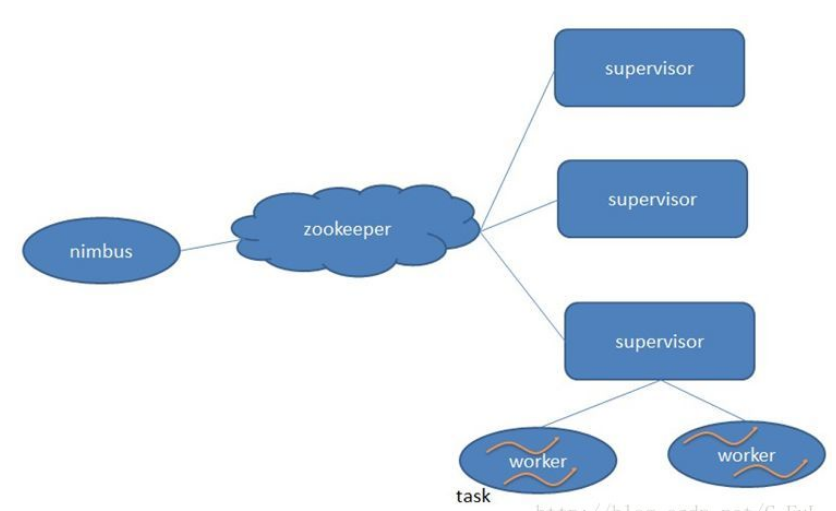 supervisor
supervisor
zookeeper
nimbus
supervisor
worker
worker
task